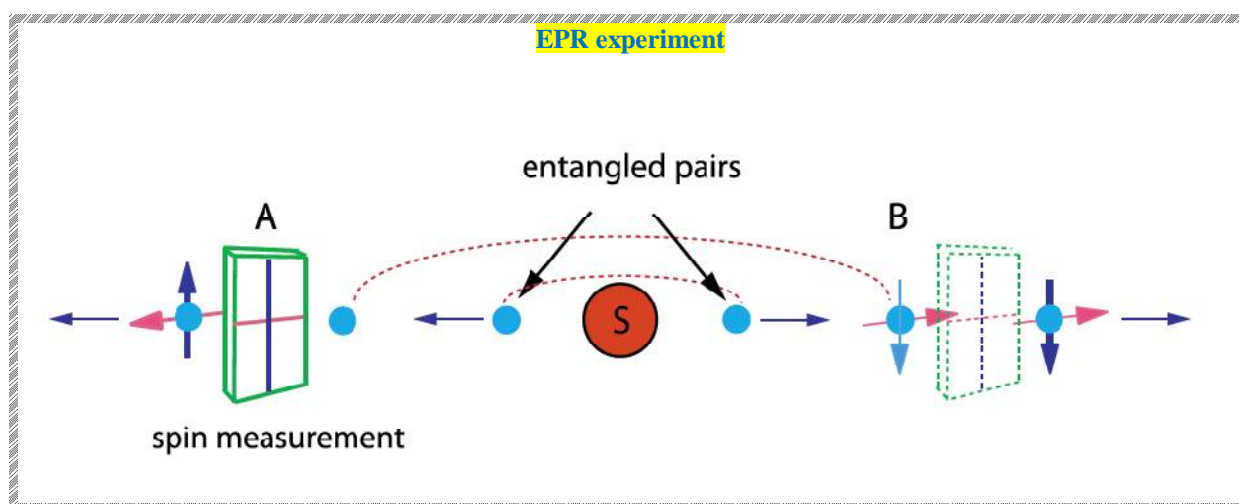 EPR experiment
entangled pairs
A
B
S
spin measurement